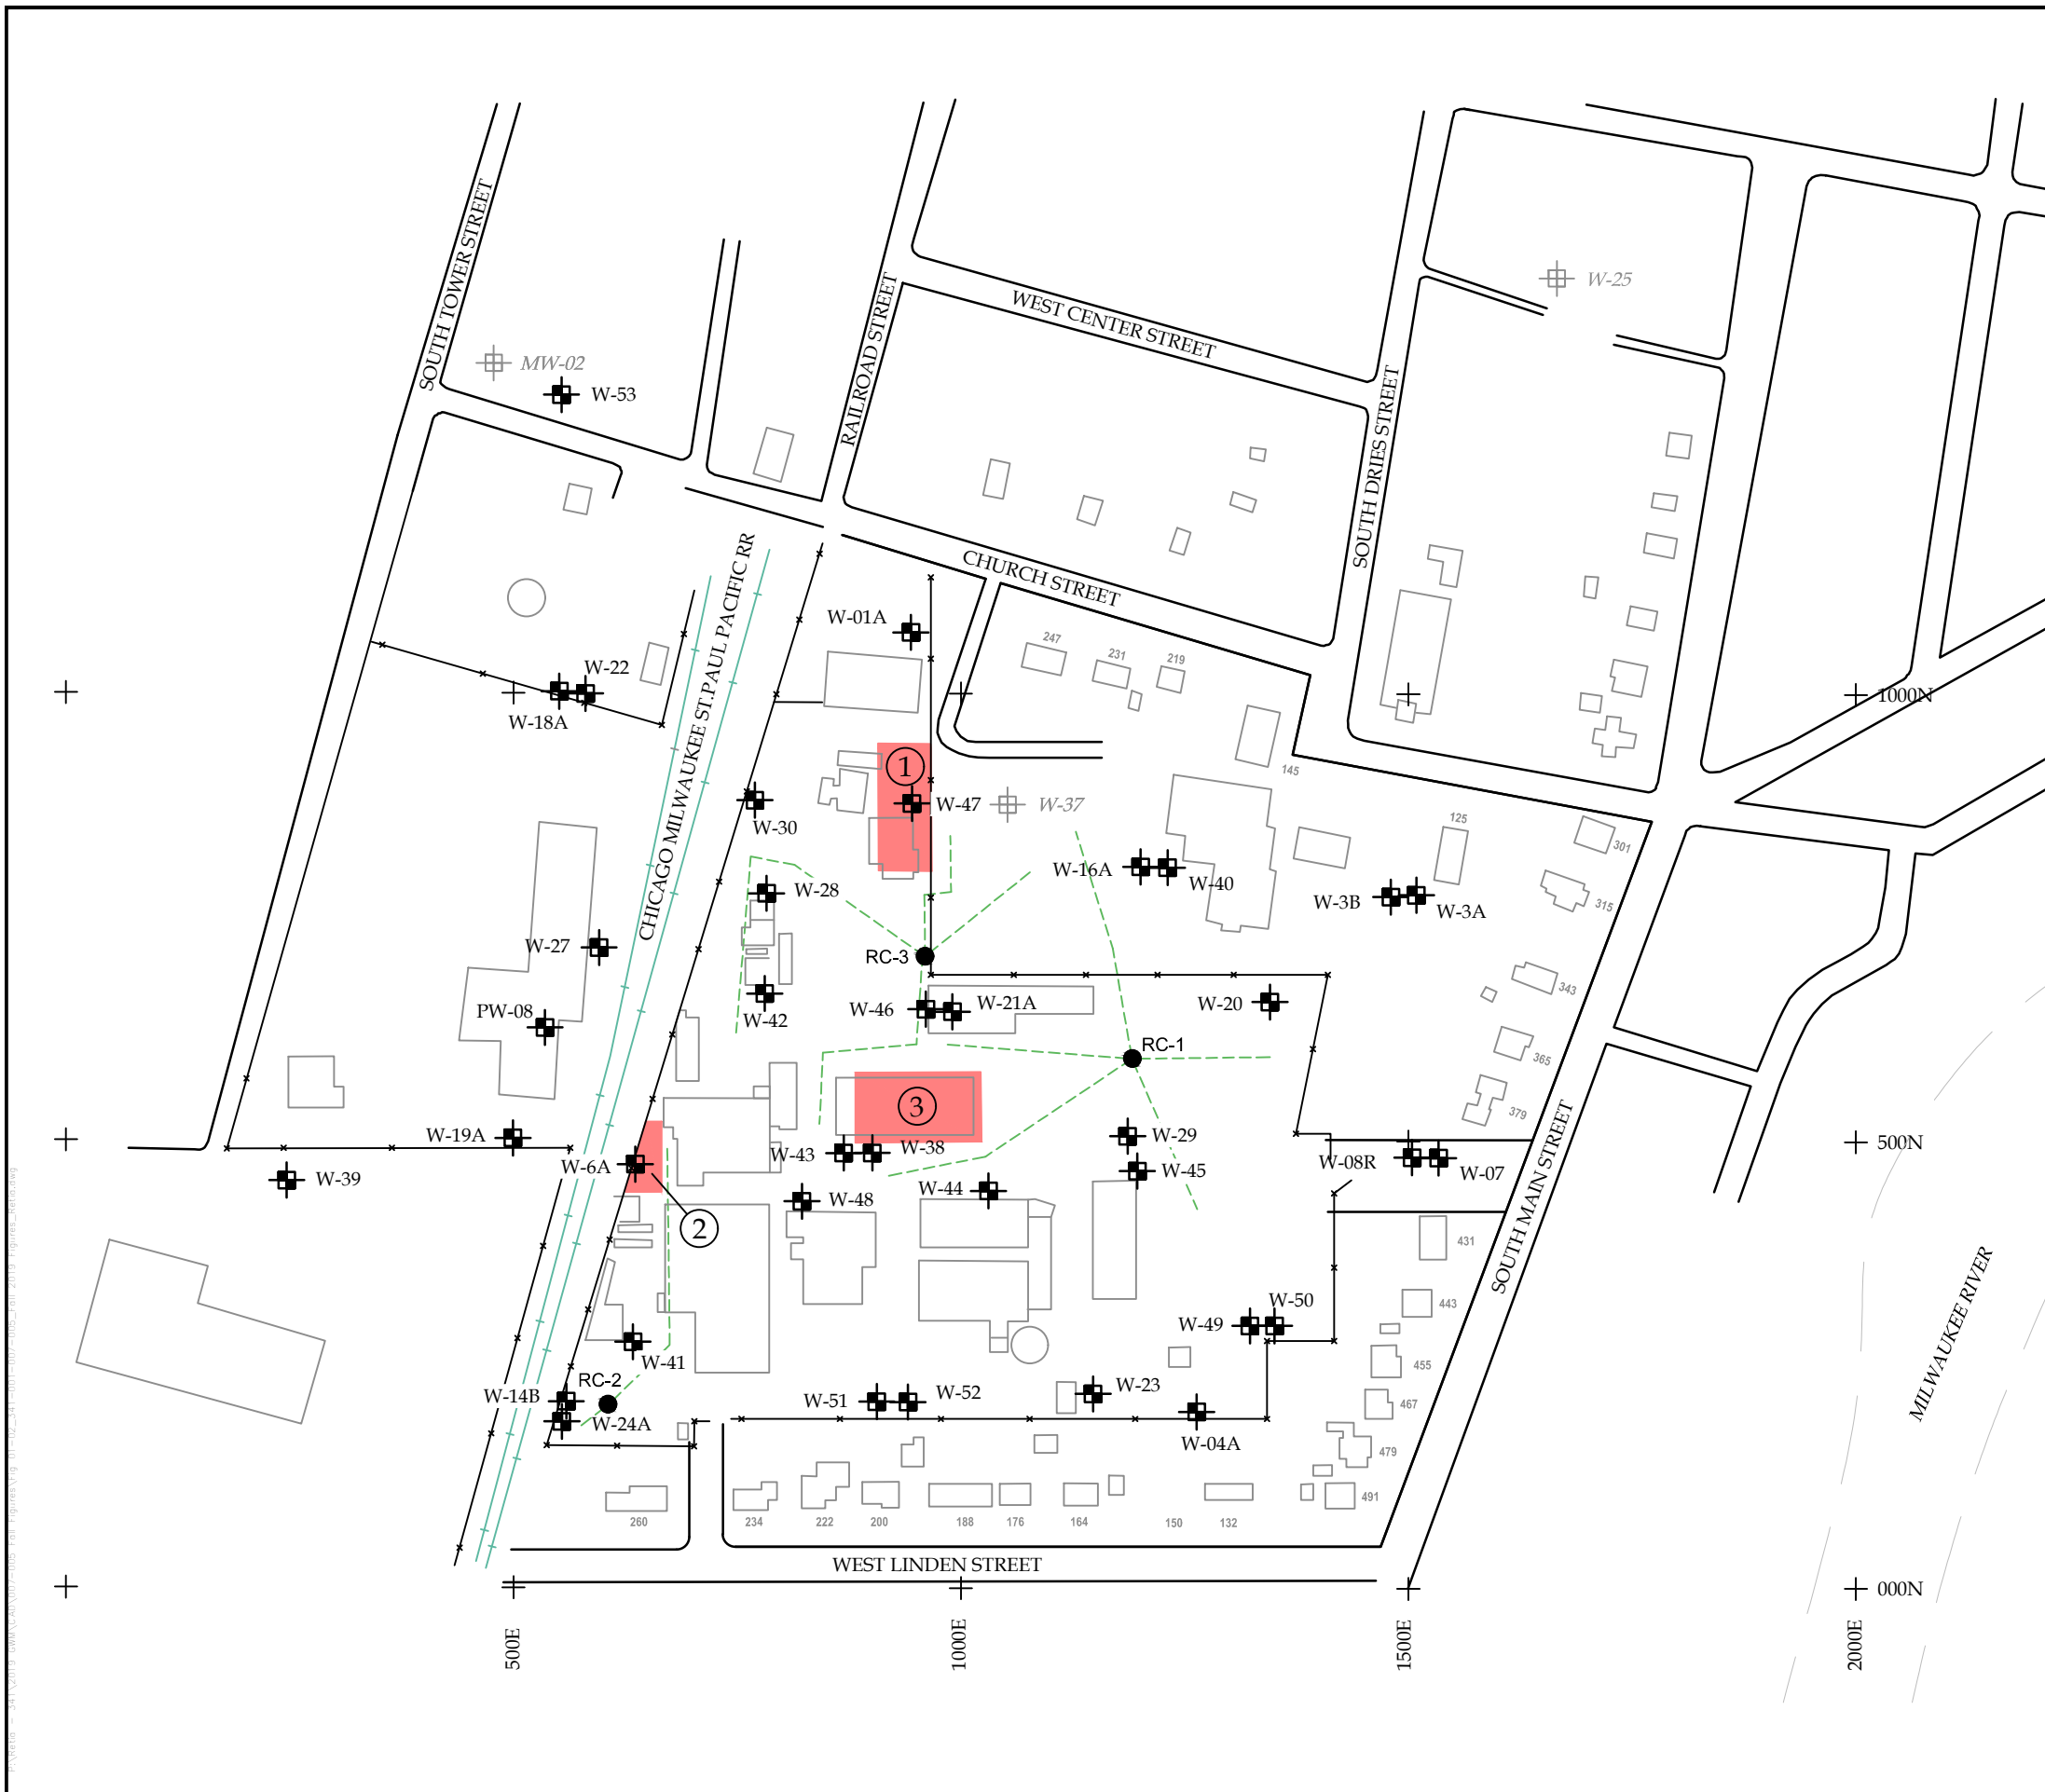 SOUTH TOWER STREET
RAILROAD STREET
WEST CENTER STREET
W-25
MW-02
W-53
SOUTH DRIES STREET
CHURCH STREET
CHICAGO MILWAUKEE ST.PAUL PACIFIC RR
W-01A
247
231
219
W-22
W-18A
1000N
1
145
W-47
W-37
W-30
125
301
W-16A
W-40
W-28
W-3B
W-3A
315
W-27
RC-3
343
PW-08
W-42
W-46
W-21A
W-20
RC-1
365
3
379
W-19A
W-29
500N
W-43
W-38
W-6A
W-45
W-08R
W-07
W-39
W-48
W-44
2
431
SOUTH MAIN STREET
MILWAUKEE RIVER
443
W-50
W-49
W-41
455
RC-2
W-14B
W-51
W-52
W-23
467
W-24A
W-04A
479
491
260
234
222
200
188
176
164
150
132
WEST LINDEN STREET
000N
500E
1000E
1500E
2000E